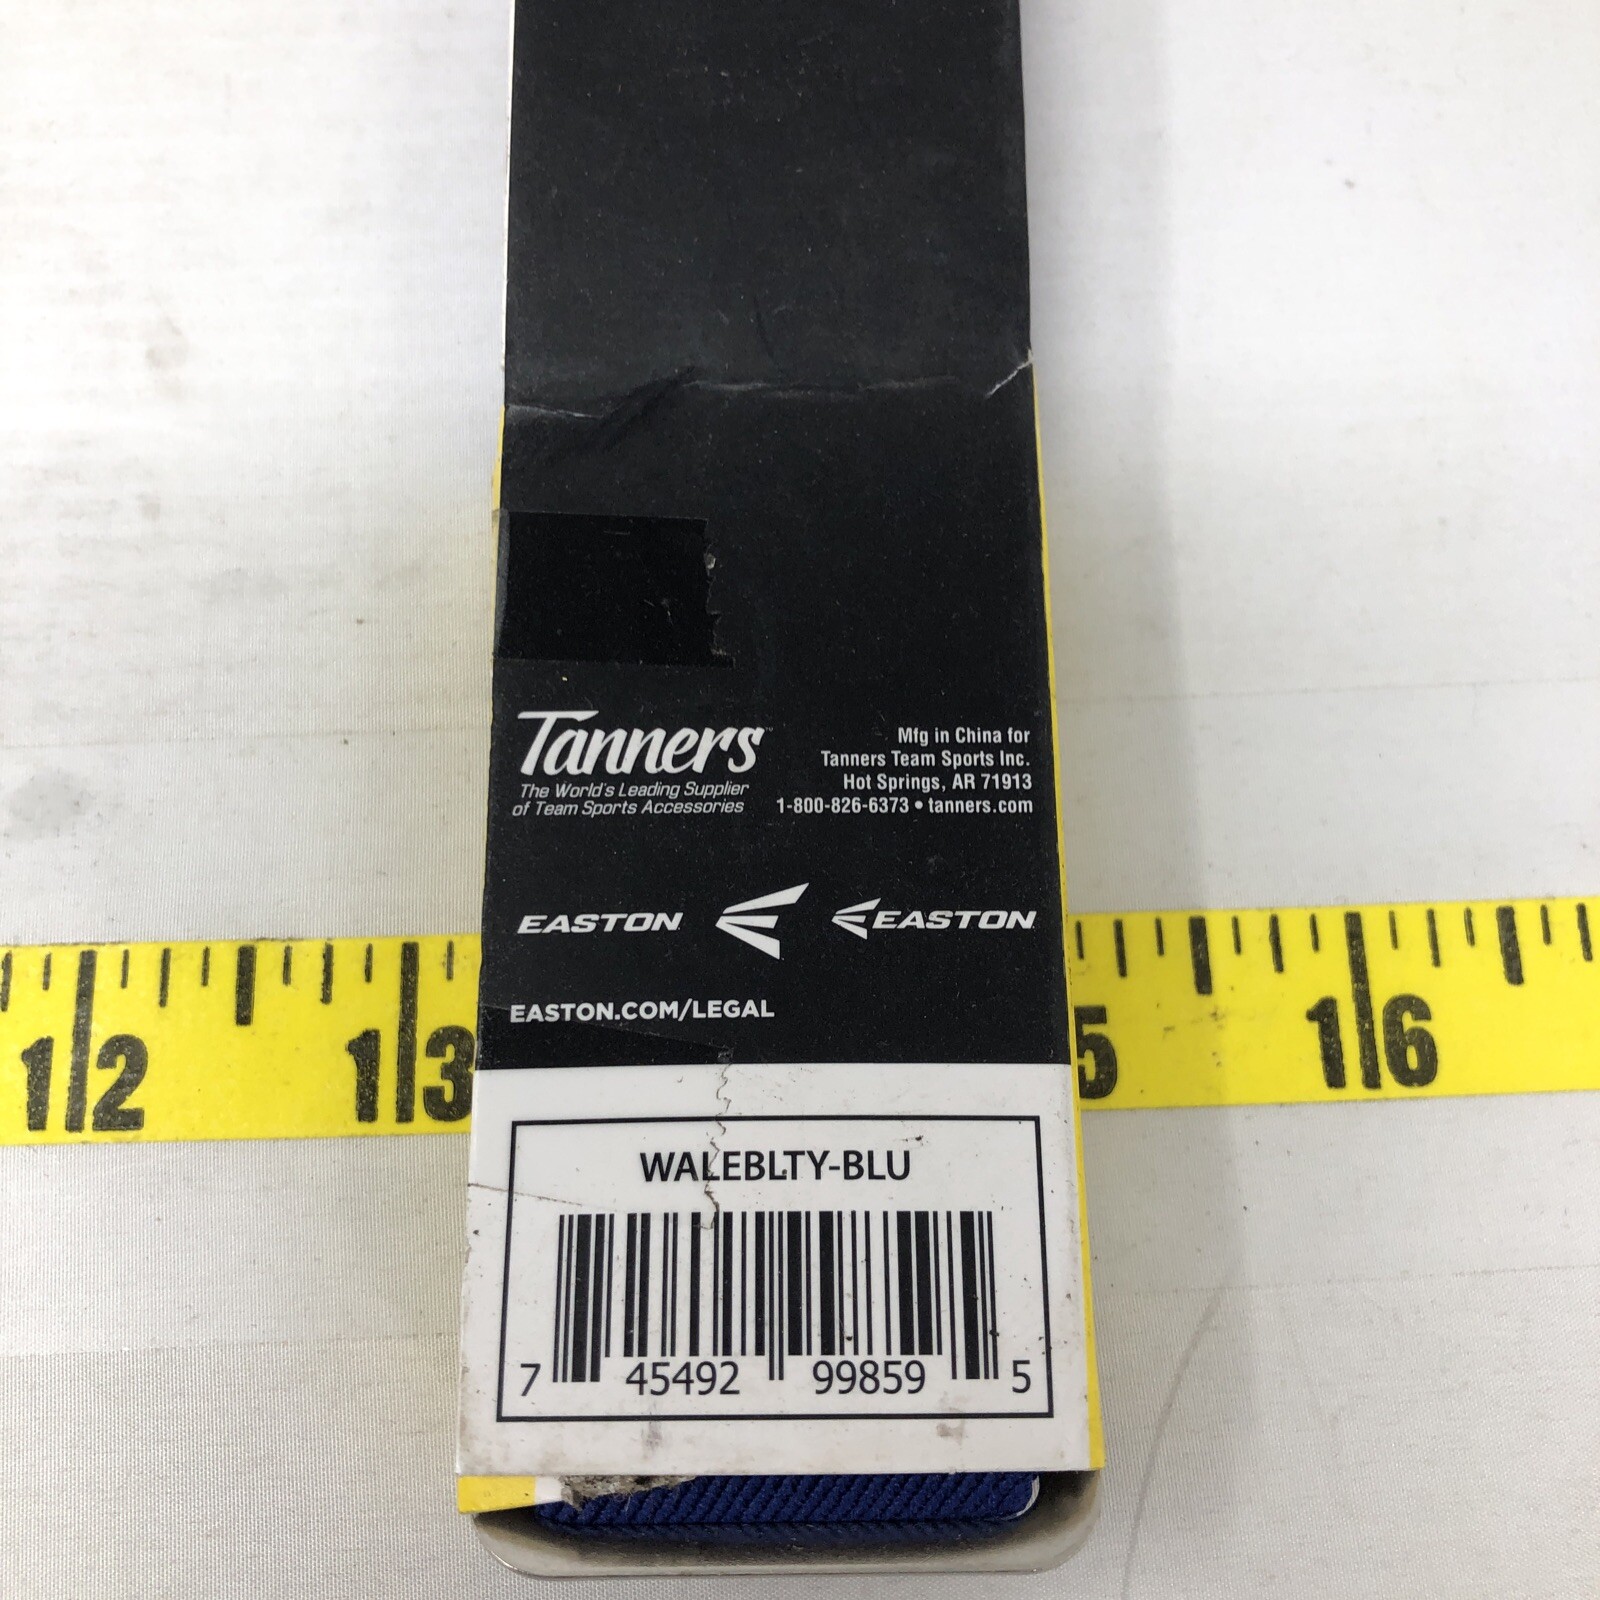 Tanners™
The World's Leading Supplier
of Team Sports Accessories
Mfg in China for
Tanners Team Sports Inc.
Hot Springs, AR 71913
1-800-826-6373 • tanners.com
EASTON
EASTON
EASTON.COM/LEGAL
12
13
5
16
WALEBLTY-BLU
7 45492 99859 5